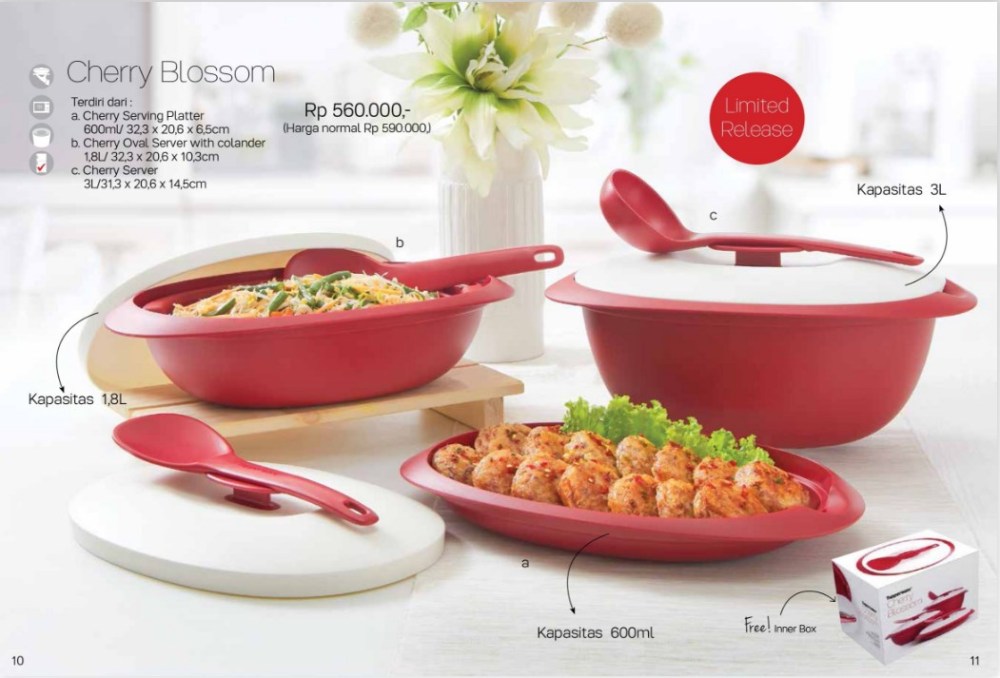 Cherry Blossom
Terdiri dari :
a. Cherry Serving Platter
600ml/ 32,3 x 20,6 x 6,5cm
b. Cherry Oval Server with colander
1,8L/ 32,3 x 20,6 x 10,3cm
c. Cherry Server
3L/31,3 x 20,6 x 14,5cm
Rp 560.000,-
(Harga normal Rp 590.000,)
Limited
Release
Kapasitas 3L
c
b
Kapasitas 1,8L
a
Kapasitas 600ml
Free! Inner Box
Tupperware
Cherry
Blossom
10
11